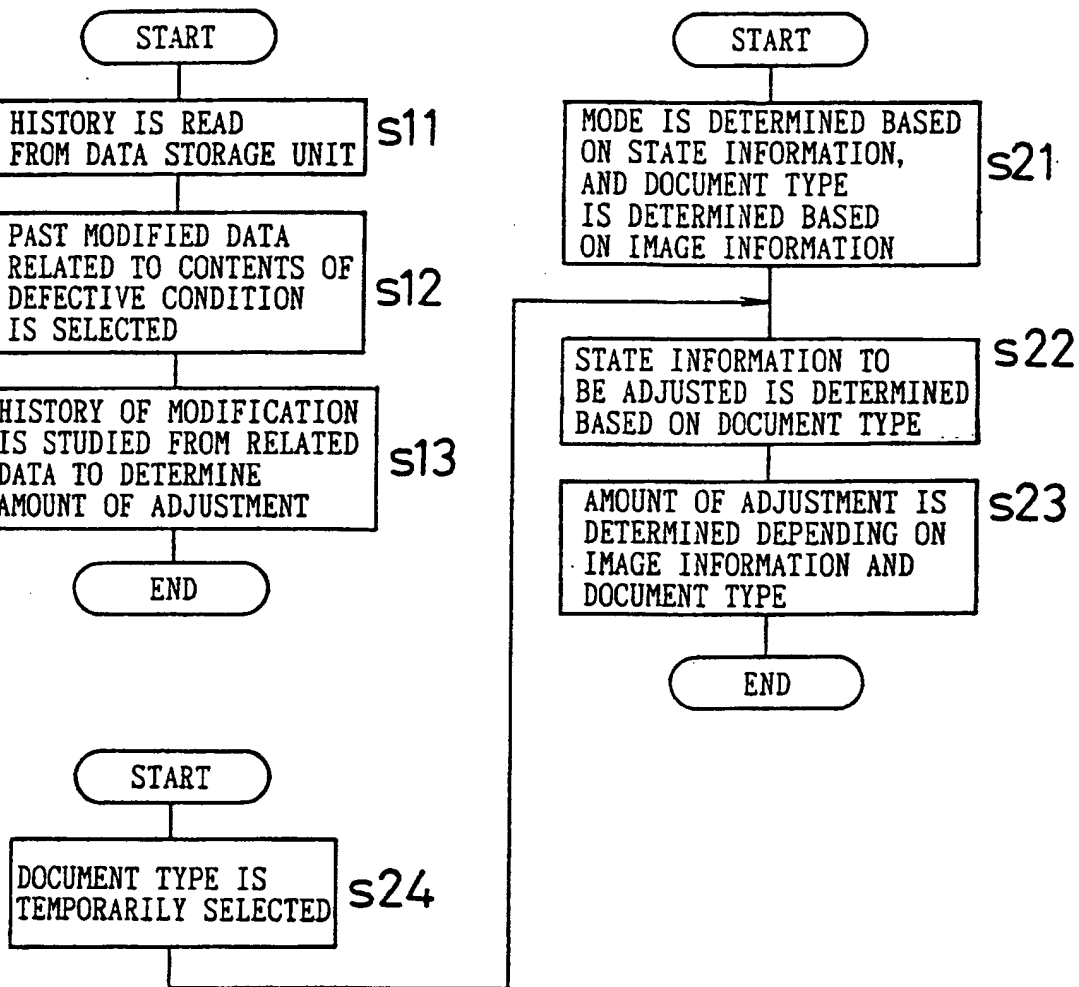 START
HISTORY IS READ
FROM DATA STORAGE UNIT
s11
PAST MODIFIED DATA
RELATED TO CONTENTS OF
DEFECTIVE CONDITION
IS SELECTED
s12
HISTORY OF MODIFICATION
IS STUDIED FROM RELATED
DATA TO DETERMINE
AMOUNT OF ADJUSTMENT
s13
END
START
DOCUMENT TYPE IS
TEMPORARILY SELECTED
s24
START
MODE IS DETERMINED BASED
ON STATE INFORMATION,
AND DOCUMENT TYPE
IS DETERMINED BASED
ON IMAGE INFORMATION
s21
STATE INFORMATION TO
BE ADJUSTED IS DETERMINED
BASED ON DOCUMENT TYPE
s22
AMOUNT OF ADJUSTMENT IS
DETERMINED DEPENDING ON
IMAGE INFORMATION AND
DOCUMENT TYPE
s23
END